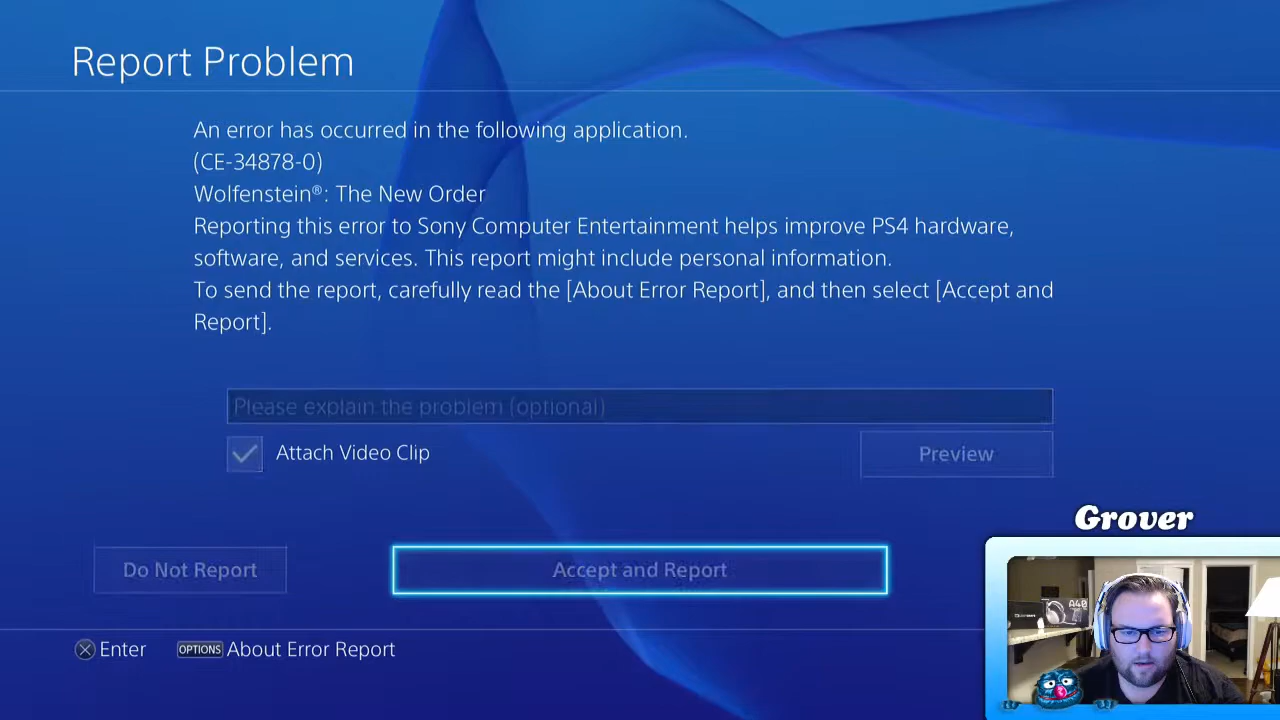 Report Problem
An error has occurred in the following application.
(CE-34878-0)
Wolfenstein®: The New Order
Reporting this error to Sony Computer Entertainment helps improve PS4 hardware,
software, and services. This report might include personal information.
To send the report, carefully read the [About Error Report], and then select [Accept and
Report].
Please explain the problem (optional)
Attach Video Clip
Preview
Grover
A40
Do Not Report
Accept and Report
Enter
OPTIONS About Error Report